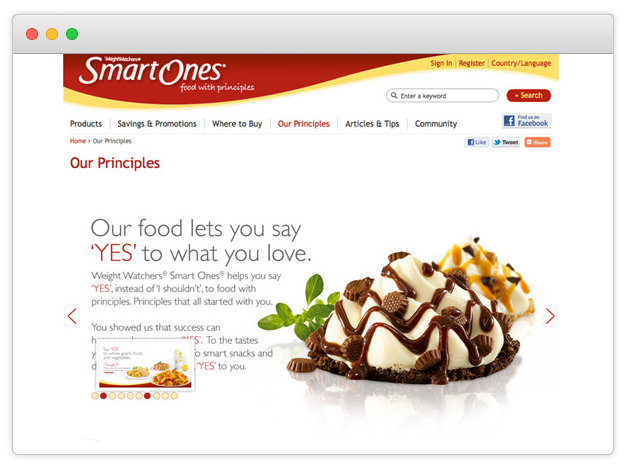 WeightWatchers®
SmartOnes®
food with principles
Sign In | Register | Country/Language
Enter a keyword
» Search
Products
Savings & Promotions
Where to Buy
Our Principles
Articles & Tips
Community
Find us on
Facebook
Home > Our Principles
Like
Tweet
Share
Our Principles
Our food lets you say
‘YES’ to what you love.
Weight Watchers® Smart Ones® helps you say
‘YES’, instead of ‘I shouldn’t’, to food with
principles. Principles that all started with you.
You showed us that success can
‘YES’. To the tastes
To smart snacks and
‘YES’ to you.
Say ‘YES’
to whole grains, fruits,
and vegetables.